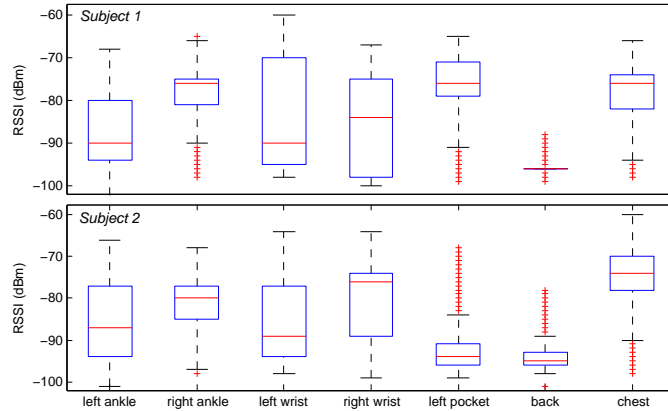 Subject 1
RSSI (dBm)
−60
−70
−80
−90
−100
Subject 2
RSSI (dBm)
−60
−70
−80
−90
−100
left ankle right ankle left wrist right wrist left pocket back chest